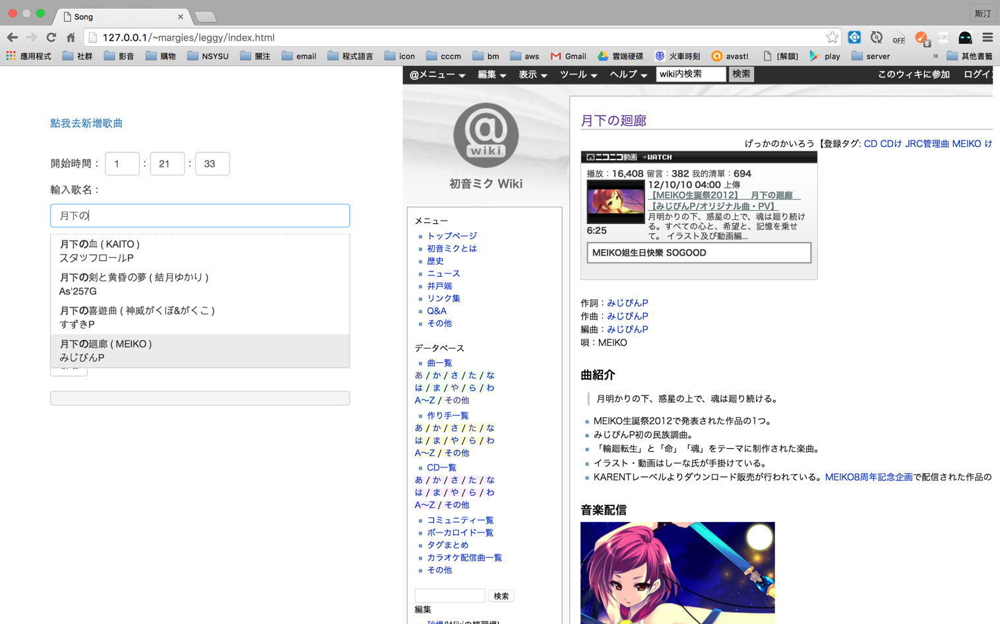 Song
斯汀
127.0.0.1/~margies/leggy/index.html
OFF
8
應用程式 社群 影音 購物 NSYSU 關注 email 程式語言 icon cccm bm aws Gmail 雲端硬碟 火車時刻 avast! [解鎖] play server » 其他書籤
點我去新增歌曲
開始時間： 1 : 21 : 33
輸入歌名：
月下の
月下の血 ( KAITO )
スタッフロールP
月下の剣と黄昏の夢 ( 結月ゆかり )
As'257G
月下の喜遊曲 ( 神威がくぽ&がくこ )
すずきP
月下の廻廊 ( MEIKO )
みじぴんP
@メニュー 編集 表示 ツール ヘルプ wiki内検索 検索 このウィキに参加 ログイ
@
wiki
初音ミク Wiki
メニュー
トップページ
初音ミクとは
歴史
ニュース
井戸端
リンク集
Q&A
その他
データベース
曲一覧
あ / か / さ / た / な
は / ま / や / ら / わ
A〜Z / その他
作り手一覧
あ / か / さ / た / な
は / ま / や / ら / わ
A〜Z / その他
CD一覧
あ / か / さ / た / な
は / ま / や / ら / わ
A〜Z / その他
コミュニティ一覧
ボーカロイド一覧
タグまとめ
カラオケ配信曲一覧
その他
検索
編集
月下の廻廊
げっかのかいろう【登録タグ: CD CDけ JRC管理曲 MEIKO け
ニコニコ動画 →WATCH
播放：16,408 留言：382 我的清單：694
12/10/10 04:00 上傳
【MEIKO生誕祭2012】　月下の廻廊
【みじぴんP/オリジナル曲・PV】
月明かりの下、惑星の上で、魂は廻り続け
る。すべての心と、希望と、記憶を乗せ
て。 イラスト及び動画編...
6:25
MEIKO姐生日快樂 SOGOOD
作詞：みじぴんP
作曲：みじぴんP
編曲：みじぴんP
唄：MEIKO
曲紹介
月明かりの下、惑星の上で、魂は廻り続ける。
MEIKO生誕祭2012で発表された作品の1つ。
みじぴんP初の民族調曲。
「輪廻転生」と「命」「魂」をテーマに制作された楽曲。
イラスト・動画はしーな氏が手掛けている。
KARENTレーベルよりダウンロード販売が行われている。MEIKO8周年記念企画で配信された作品の
音楽配信